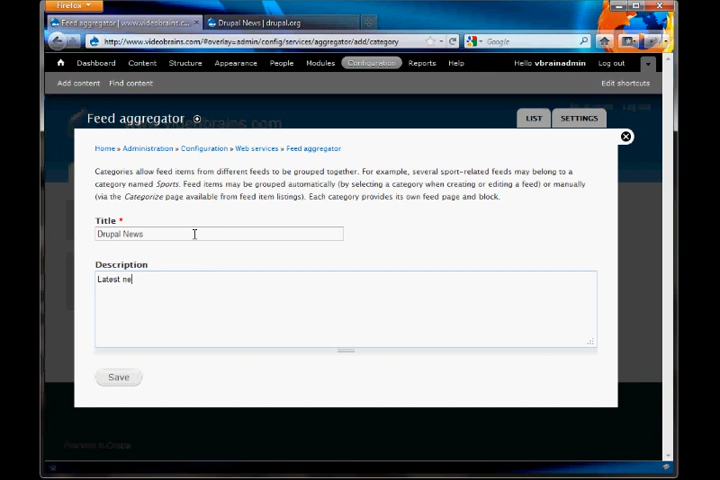 Firefox
Feed aggregator | www.videobrains.c...
Drupal News | drupal.org
http://www.videobrains.com/#overlay=admin/config/services/aggregator/add/category
Google
Dashboard Content Structure Appearance People Modules Configuration Reports Help Hello vbrainadmin Log out
Add content Find content Edit shortcuts
Feed aggregator
LIST SETTINGS
Home » Administration » Configuration » Web services » Feed aggregator
Categories allow feed items from different feeds to be grouped together. For example, several sport-related feeds may belong to a
category named Sports. Feed items may be grouped automatically (by selecting a category when creating or editing a feed) or manually
(via the Categorize page available from feed item listings). Each category provides its own feed page and block.
Title *
Drupal News
Description
Latest ne
Save